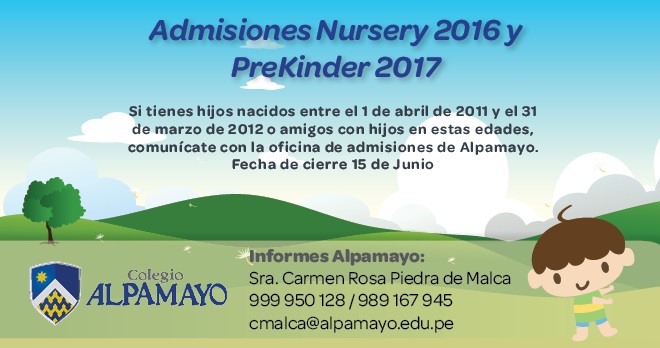 Admisiones Nursery 2016 y
PreKinder 2017
Si tienes hijos nacidos entre el 1 de abril de 2011 y el 31
de marzo de 2012 o amigos con hijos en estas edades,
comunícate con la oficina de admisiones de Alpamayo.
Fecha de cierre 15 de Junio
Informes Alpamayo:
Sra. Carmen Rosa Piedra de Malca
999 950 128 / 989 167 945
cmalca@alpamayo.edu.pe
Colegio
ALPAMAYO